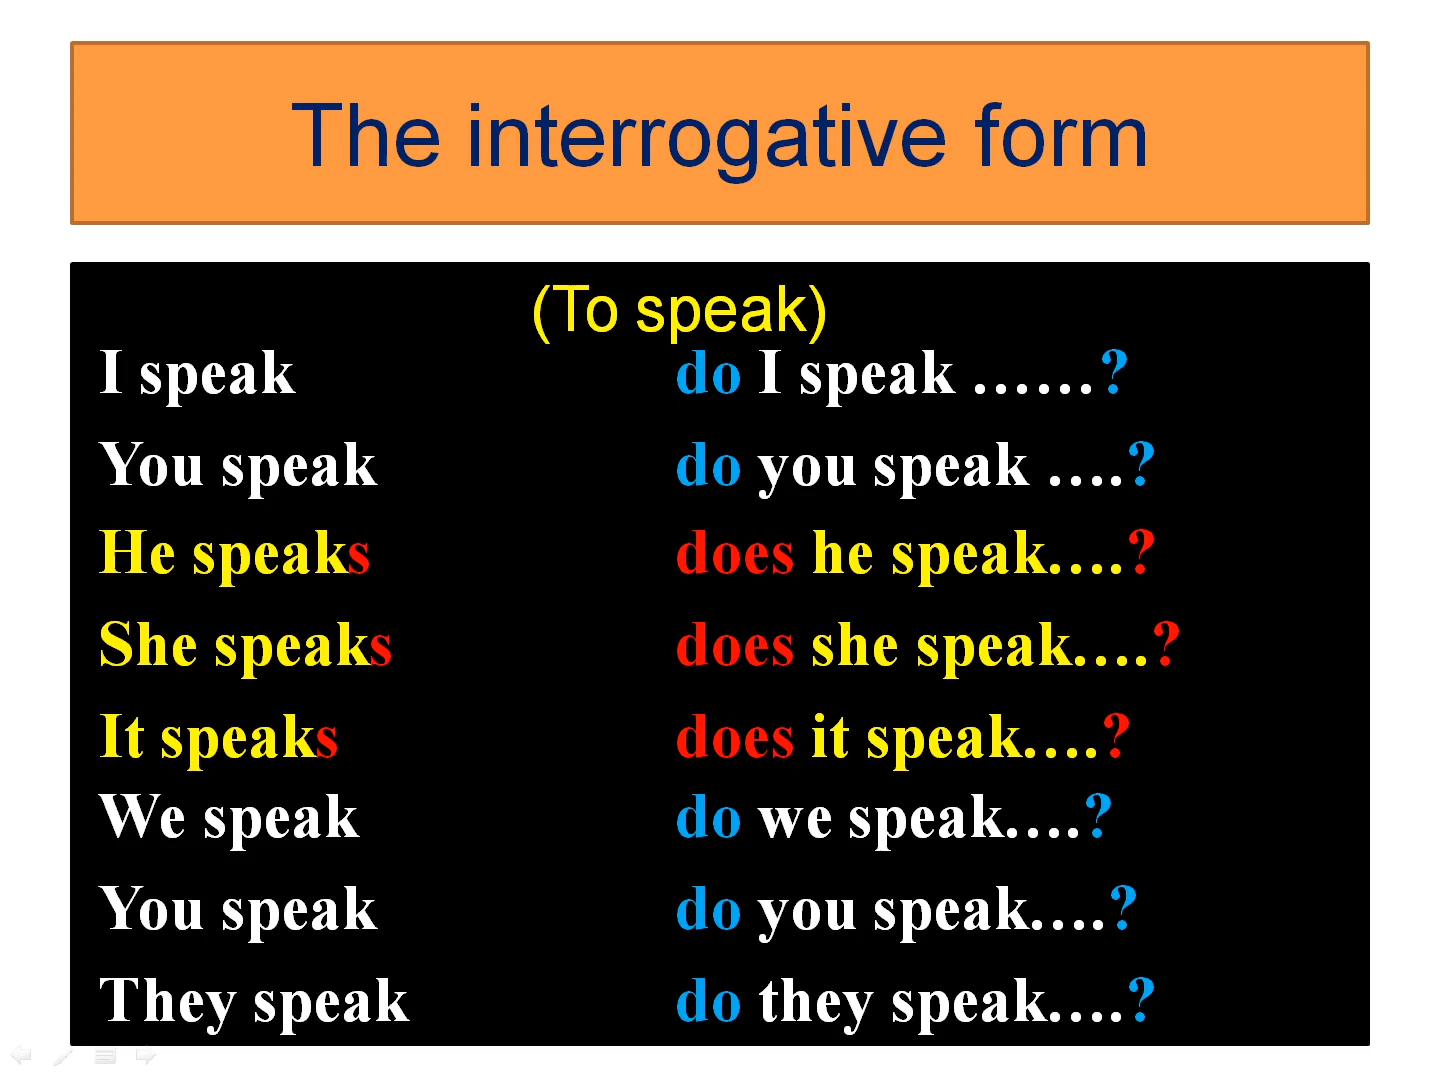 The interrogative form
(To speak)
I speak do I speak ……?
You speak do you speak ….?
He speaks does he speak….?
She speaks does she speak….?
It speaks does it speak….?
We speak do we speak….?
You speak do you speak….?
They speak do they speak….?